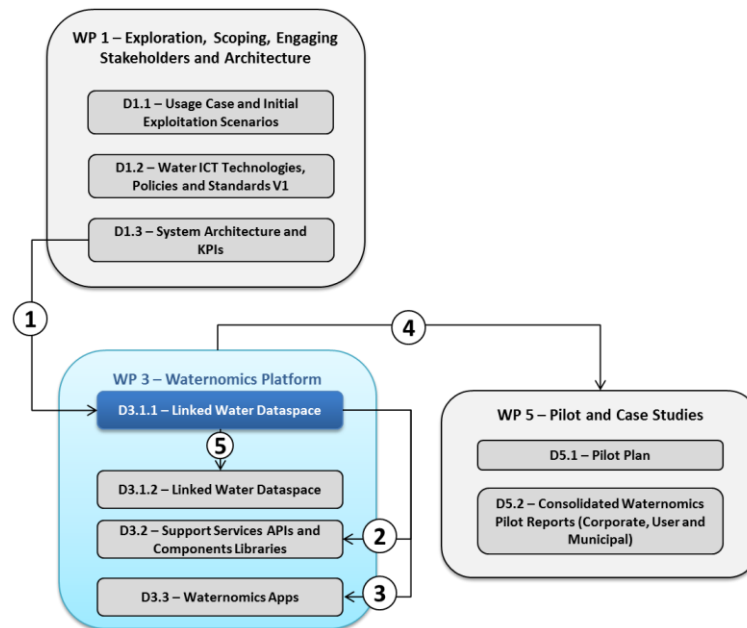 WP 1 – Exploration, Scoping, Engaging
Stakeholders and Architecture
D1.1 – Usage Case and Initial
Exploitation Scenarios
D1.2 – Water ICT Technologies,
Policies and Standards V1
D1.3 – System Architecture and
KPIs
1
4
WP 3 – Waternomics Platform
D3.1.1 – Linked Water Dataspace
5
D3.1.2 – Linked Water Dataspace
D3.2 – Support Services APIs and
Components Libraries
2
D3.3 – Waternomics Apps
3
WP 5 – Pilot and Case Studies
D5.1 – Pilot Plan
D5.2 – Consolidated Waternomics
Pilot Reports (Corporate, User and
Municipal)